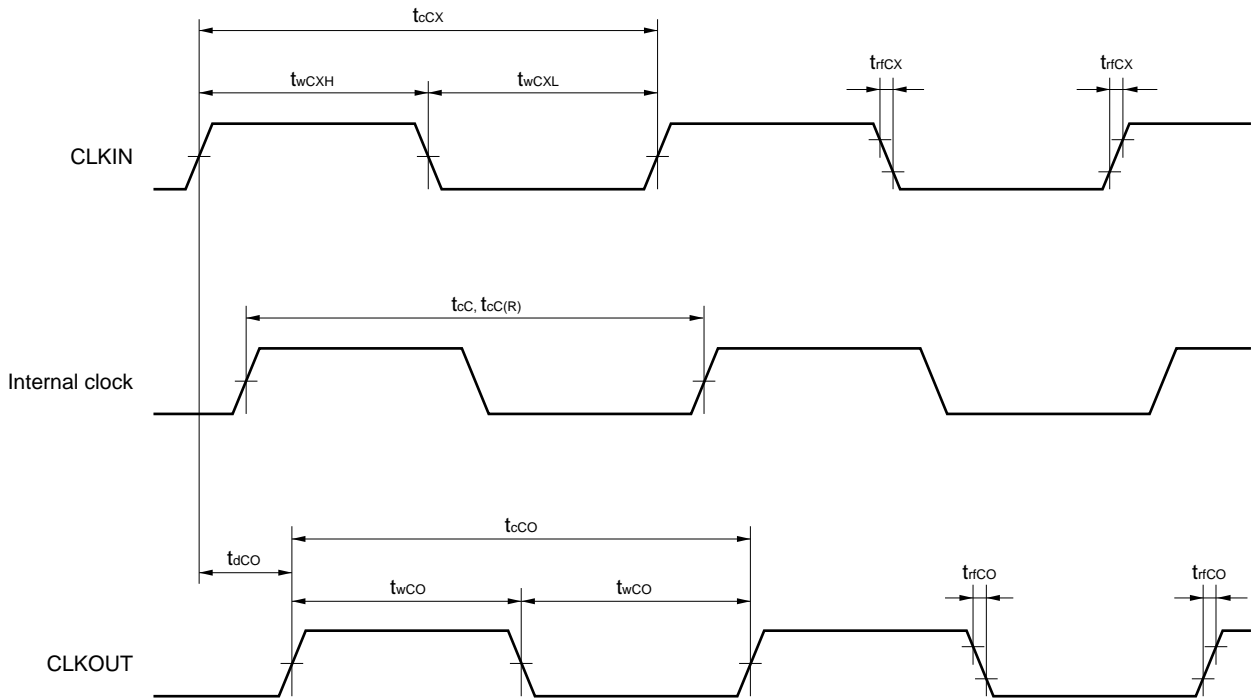 tcCX
twCXH twCXL trfCX trfCX
CLKIN
tcC, tcC(R)
Internal clock
tcCO
tdCO
twCO twCO trfCO trfCO
CLKOUT